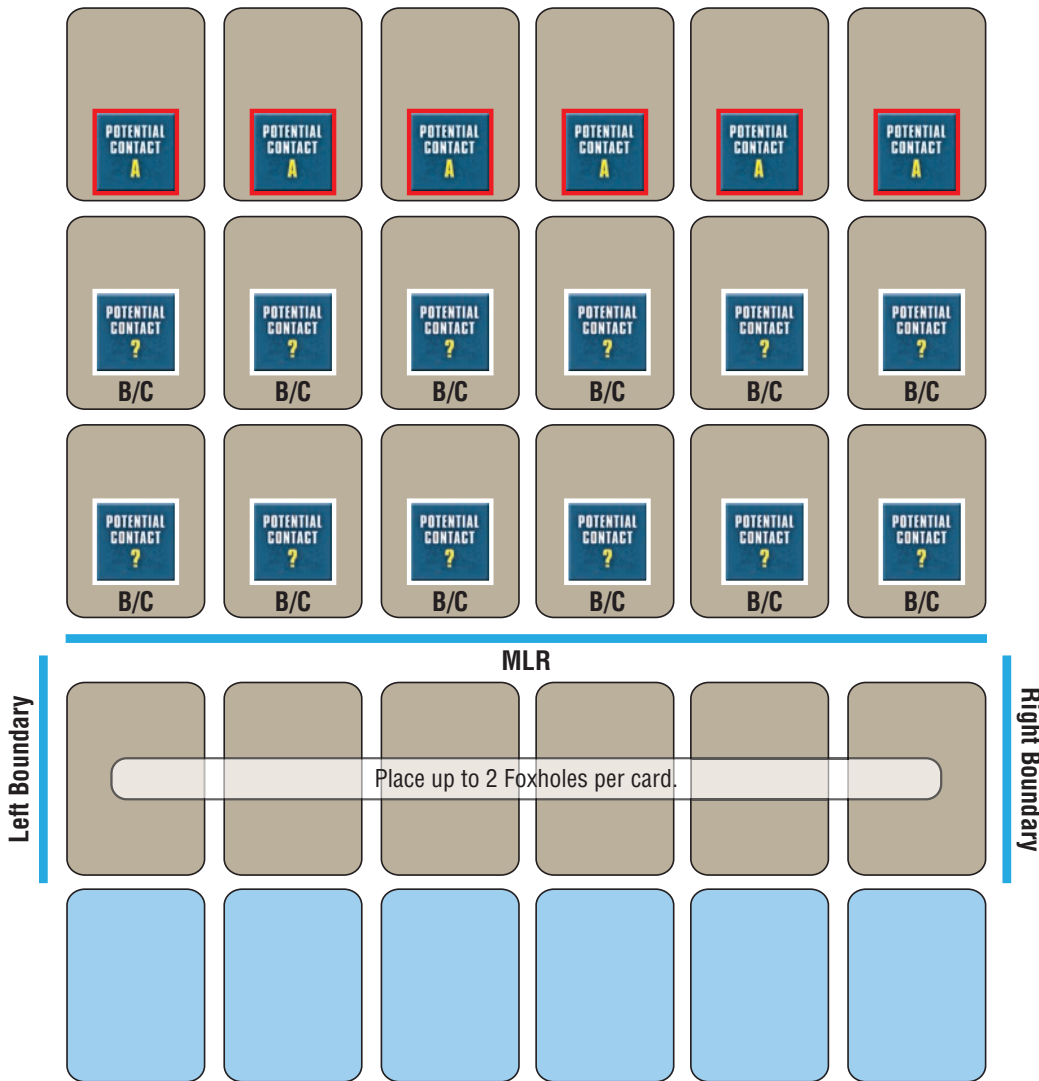 POTENTIAL
CONTACT
A
POTENTIAL
CONTACT
A
POTENTIAL
CONTACT
A
POTENTIAL
CONTACT
A
POTENTIAL
CONTACT
A
POTENTIAL
CONTACT
A
POTENTIAL
CONTACT
?
B/C
POTENTIAL
CONTACT
?
B/C
POTENTIAL
CONTACT
?
B/C
POTENTIAL
CONTACT
?
B/C
POTENTIAL
CONTACT
?
B/C
POTENTIAL
CONTACT
?
B/C
POTENTIAL
CONTACT
?
B/C
POTENTIAL
CONTACT
?
B/C
POTENTIAL
CONTACT
?
B/C
POTENTIAL
CONTACT
?
B/C
POTENTIAL
CONTACT
?
B/C
POTENTIAL
CONTACT
?
B/C
MLR
Left Boundary
Place up to 2 Foxholes per card.
Right Boundary